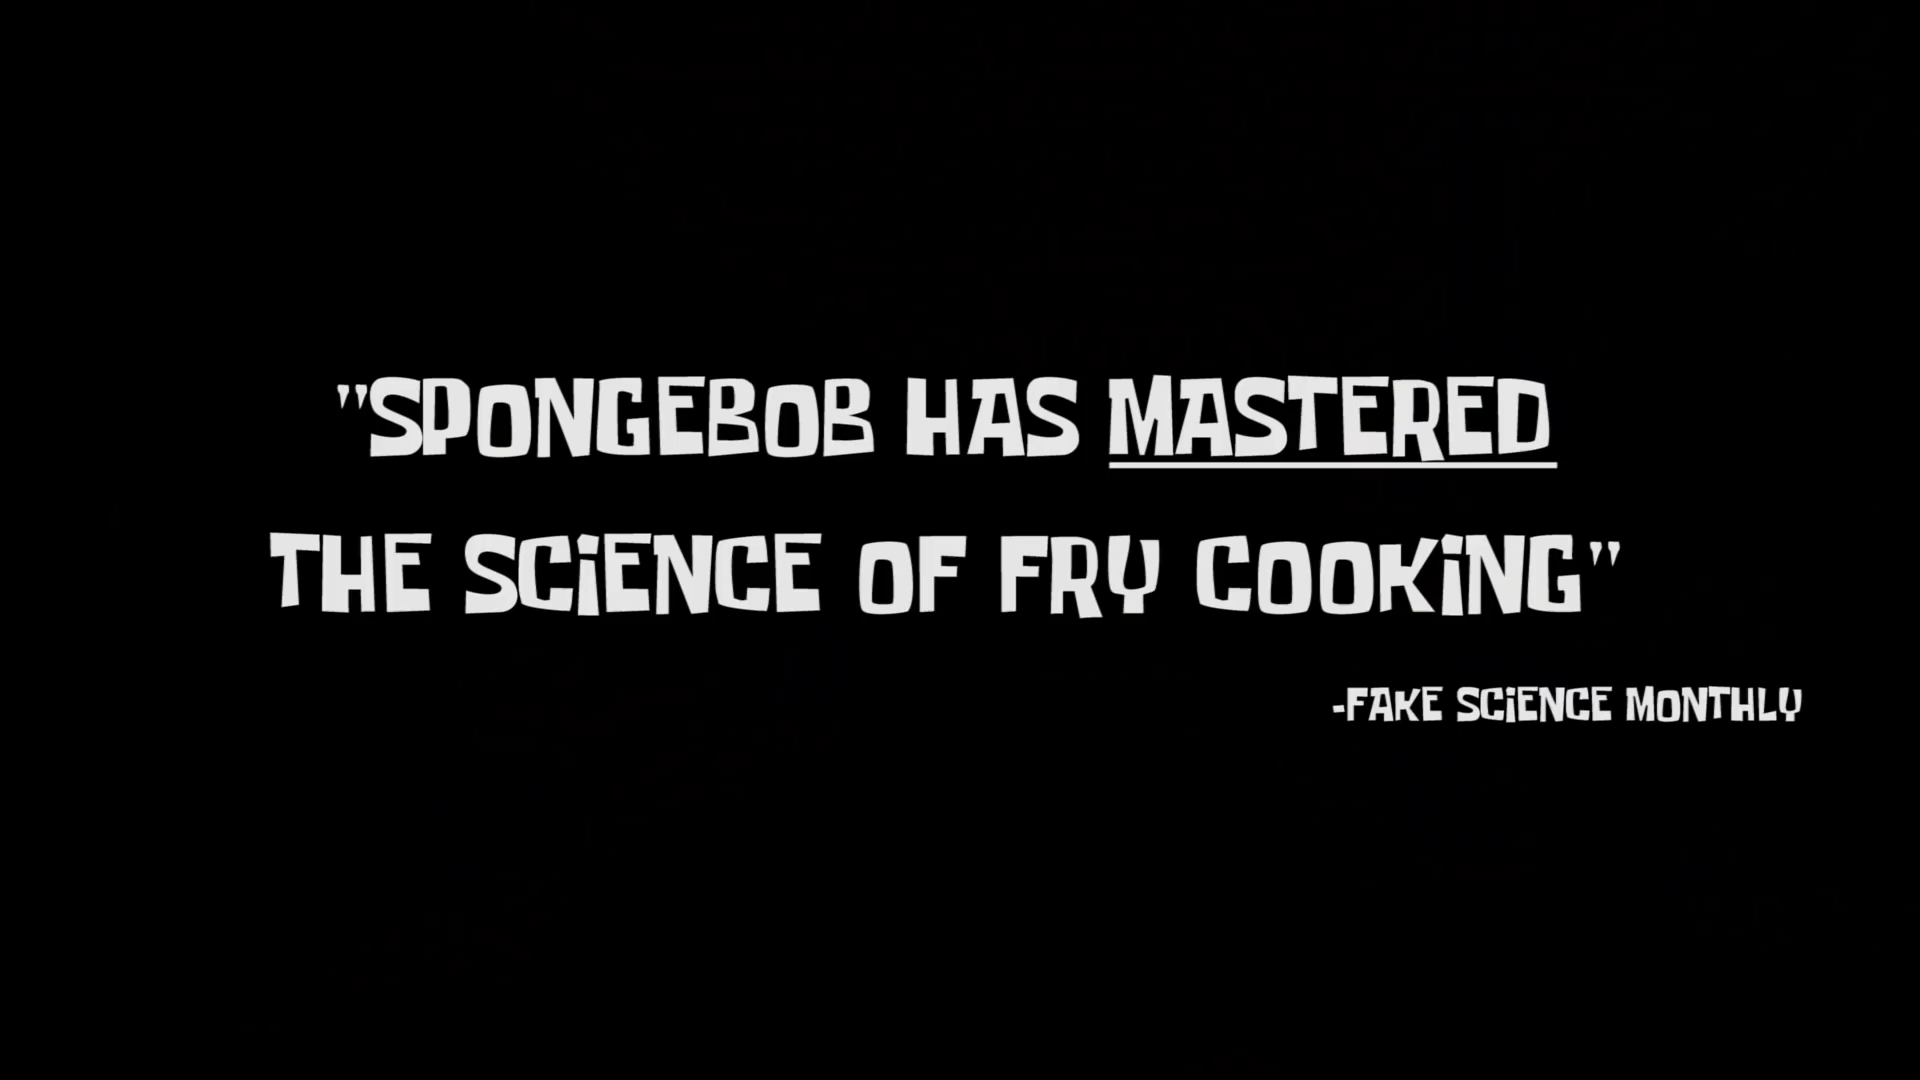 "SPONGEBOB HAS MASTERED
THE SCiENCE OF FRY COOKiNG"
-FAKE SCiENCE MONTHLY